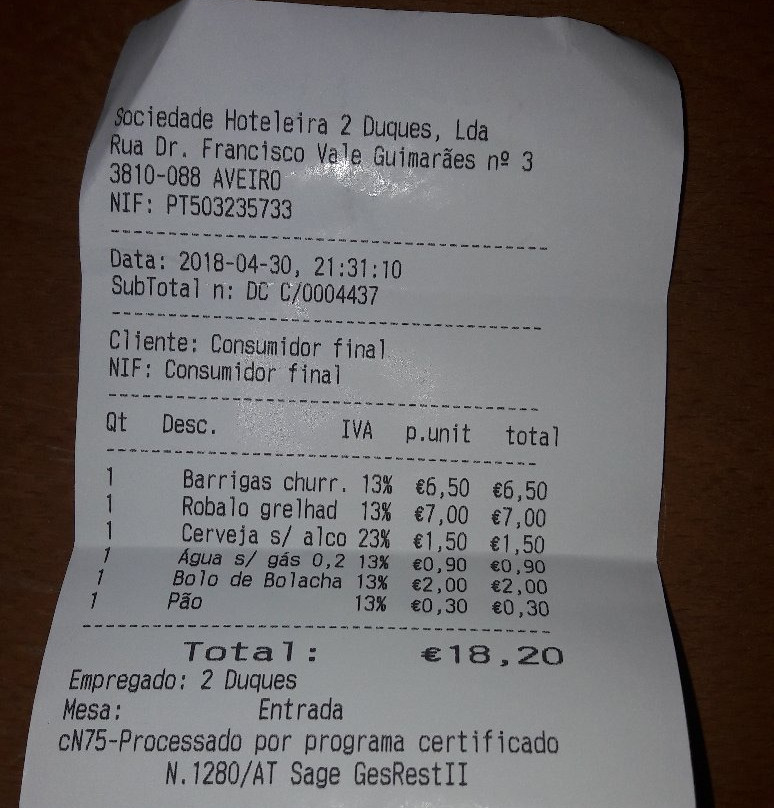 Sociedade Hoteleira 2 Duques, Lda
Rua Dr. Francisco Vale Guimarães nº 3
3810-088 AVEIRO
NIF: PT503235733
--------------------------------------
Data: 2018-04-30, 21:31:10
SubTotal n: DC C/0004437
--------------------------------------
Cliente: Consumidor final
NIF: Consumidor final
--------------------------------------
Qt Desc. IVA p.unit total
--------------------------------------
1 Barrigas churr. 13% €6,50 €6,50
1 Robalo grelhad 13% €7,00 €7,00
1 Cerveja s/ alco 23% €1,50 €1,50
1 Água s/ gás 0,2 13% €0,90 €0,90
1 Bolo de Bolacha 13% €2,00 €2,00
1 Pão 13% €0,30 €0,30
--------------------------------------
Total: €18,20
Empregado: 2 Duques
Mesa: Entrada
cN75-Processado por programa certificado
N.1280/AT Sage GesRestII